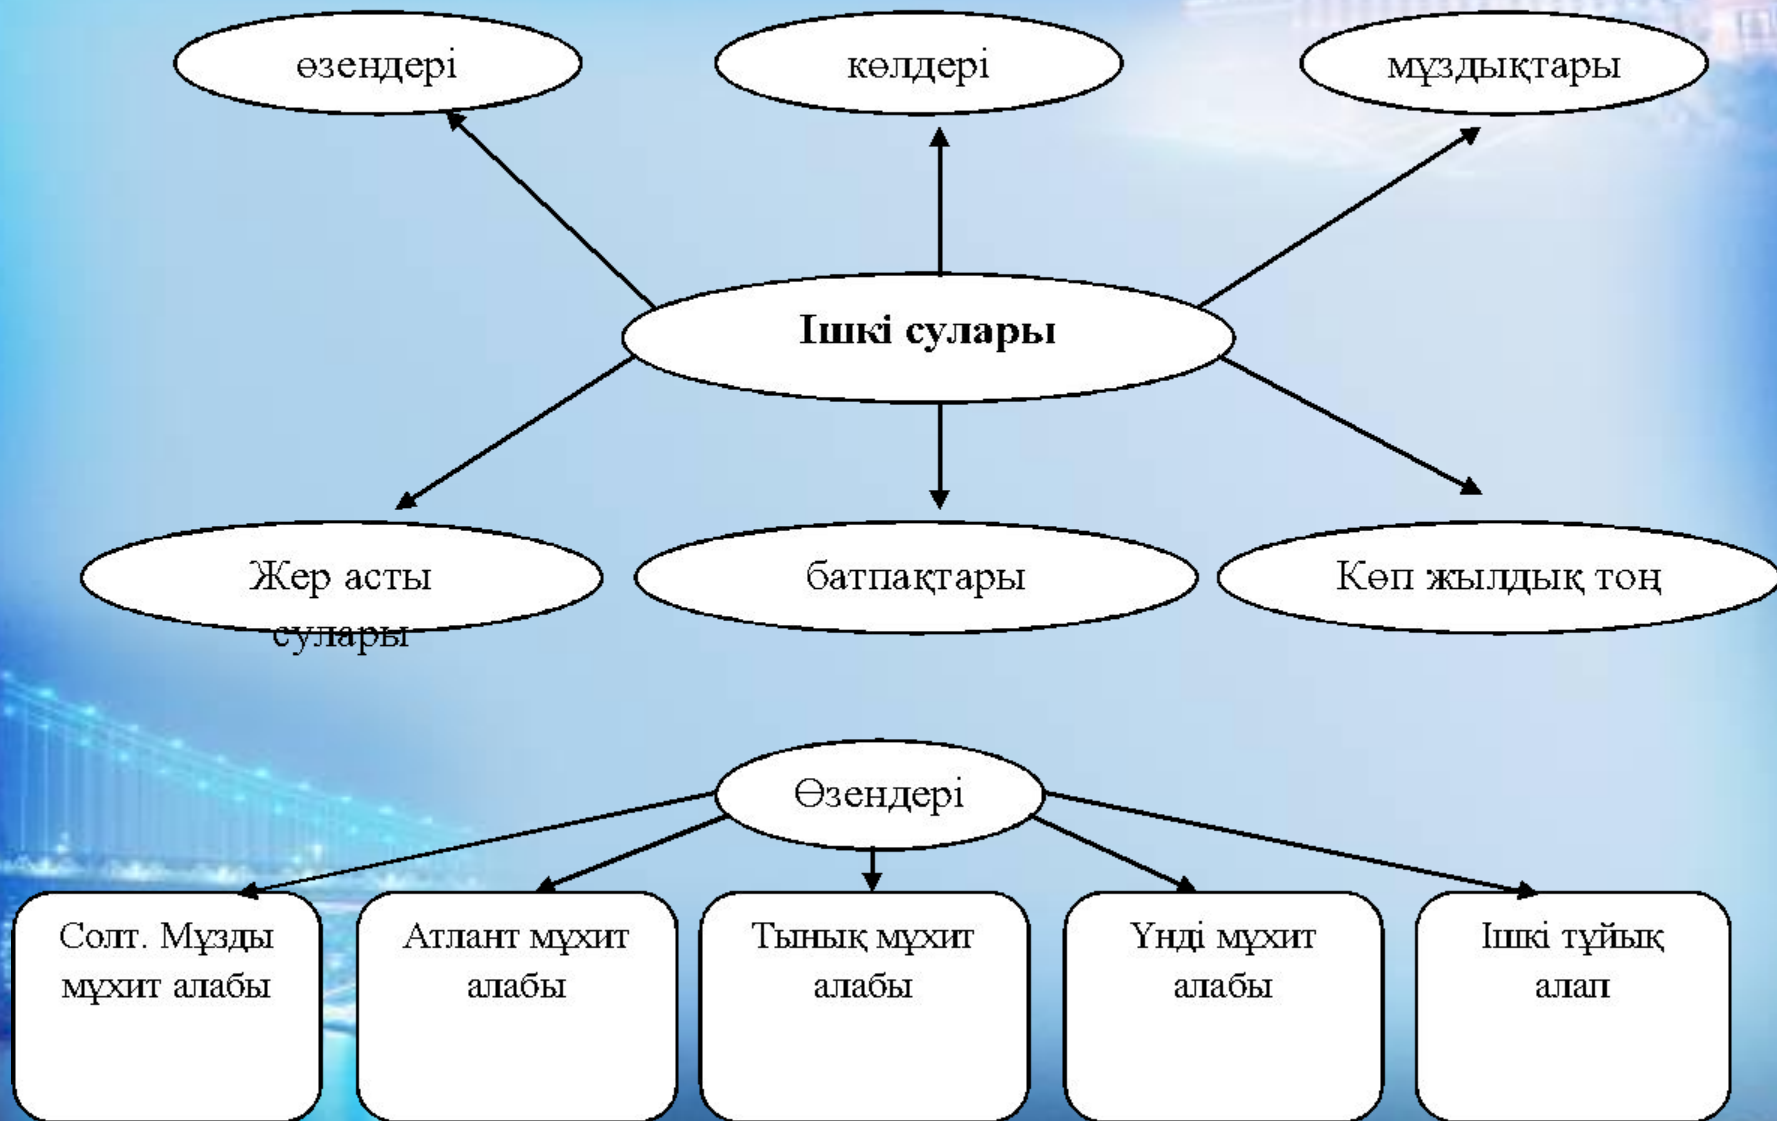 өзендері
көлдері
мұздықтары
Ішкі сулары
Жер асты
сулары
батпақтары
Көп жылдық тоң
Өзендері
Солт. Мұзды
мұхит алабы
Атлант мұхит
алабы
Тынық мұхит
алабы
Үнді мұхит
алабы
Ішкі тұйық
алап